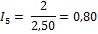 I₅ = 2/2,50 = 0,80